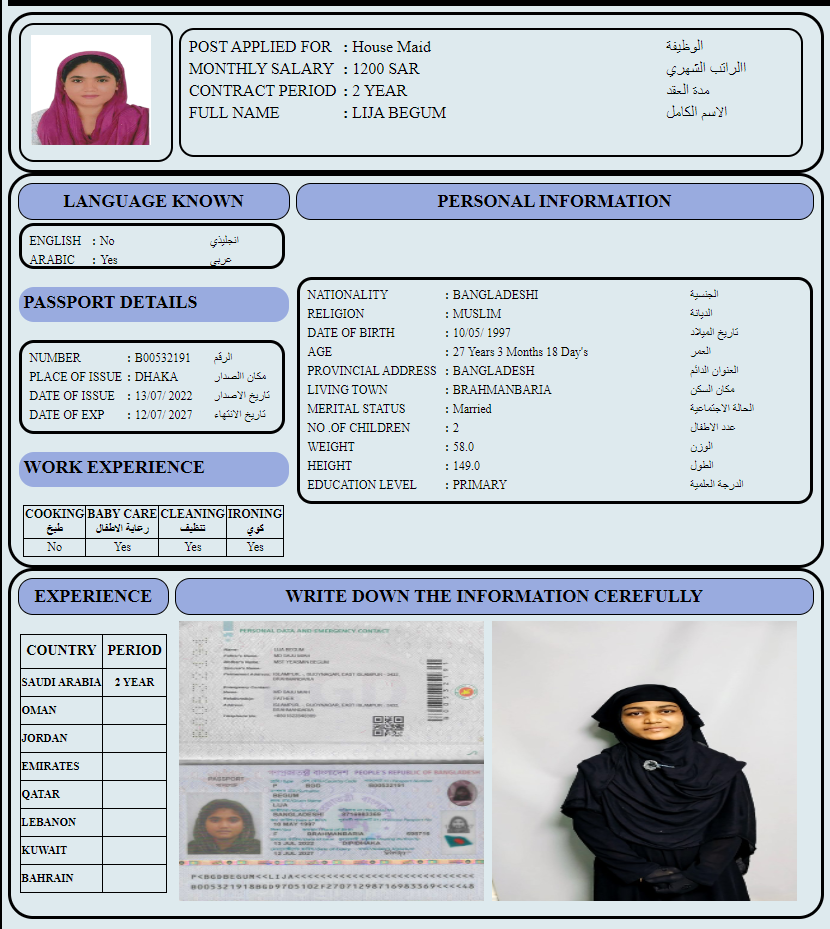 POST APPLIED FOR : House Maid الوظيفة
MONTHLY SALARY : 1200 SAR االراتب الشهري
CONTRACT PERIOD : 2 YEAR مدة العقد
FULL NAME : LIJA BEGUM الاسم الكامل
LANGUAGE KNOWN
ENGLISH : No انجليذي
ARABIC : Yes عربي
PASSPORT DETAILS
NUMBER : B00532191 الرقم
PLACE OF ISSUE : DHAKA مكان االصدار
DATE OF ISSUE : 13/07/ 2022 تاريخ الاصدار
DATE OF EXP : 12/07/ 2027 تاريخ الانتهاء
WORK EXPERIENCE
COOKING BABY CARE CLEANING IRONING
طبخ رعاية الاطفال تنظيف كوي
No Yes Yes Yes
PERSONAL INFORMATION
NATIONALITY : BANGLADESHI الجنسية
RELIGION : MUSLIM الديانة
DATE OF BIRTH : 10/05/ 1997 تاريخ الميلاد
AGE : 27 Years 3 Months 18 Day's العمر
PROVINCIAL ADDRESS : BANGLADESH العنوان الدائم
LIVING TOWN : BRAHMANBARIA مكان السكن
MERITAL STATUS : Married الحالة الاجتماعية
NO .OF CHILDREN : 2 عدد الاطفال
WEIGHT : 58.0 الوزن
HEIGHT : 149.0 الطول
EDUCATION LEVEL : PRIMARY الدرجة العلمية
EXPERIENCE
COUNTRY PERIOD
SAUDI ARABIA 2 YEAR
OMAN
JORDAN
EMIRATES
QATAR
LEBANON
KUWAIT
BAHRAIN
WRITE DOWN THE INFORMATION CEREFULLY
PERSONAL DATA AND EMERGENCY CONTACT
LIJA BEGUM
গণপ্রজাতন্ত্রী বাংলাদেশ PEOPLE'S REPUBLIC OF BANGLADESH
PASSPORT
P BGD B00532191
BEGUM
LIJA
BANGLADESHI
10 MAY 1997
BRAHMANBARIA
13 JUL 2022 DIP/DHAKA
12 JUL 2027
P<BGDBEGUM<<LIJA<<<<<<<<<<<<<<<<<<<<<<<<<<<<